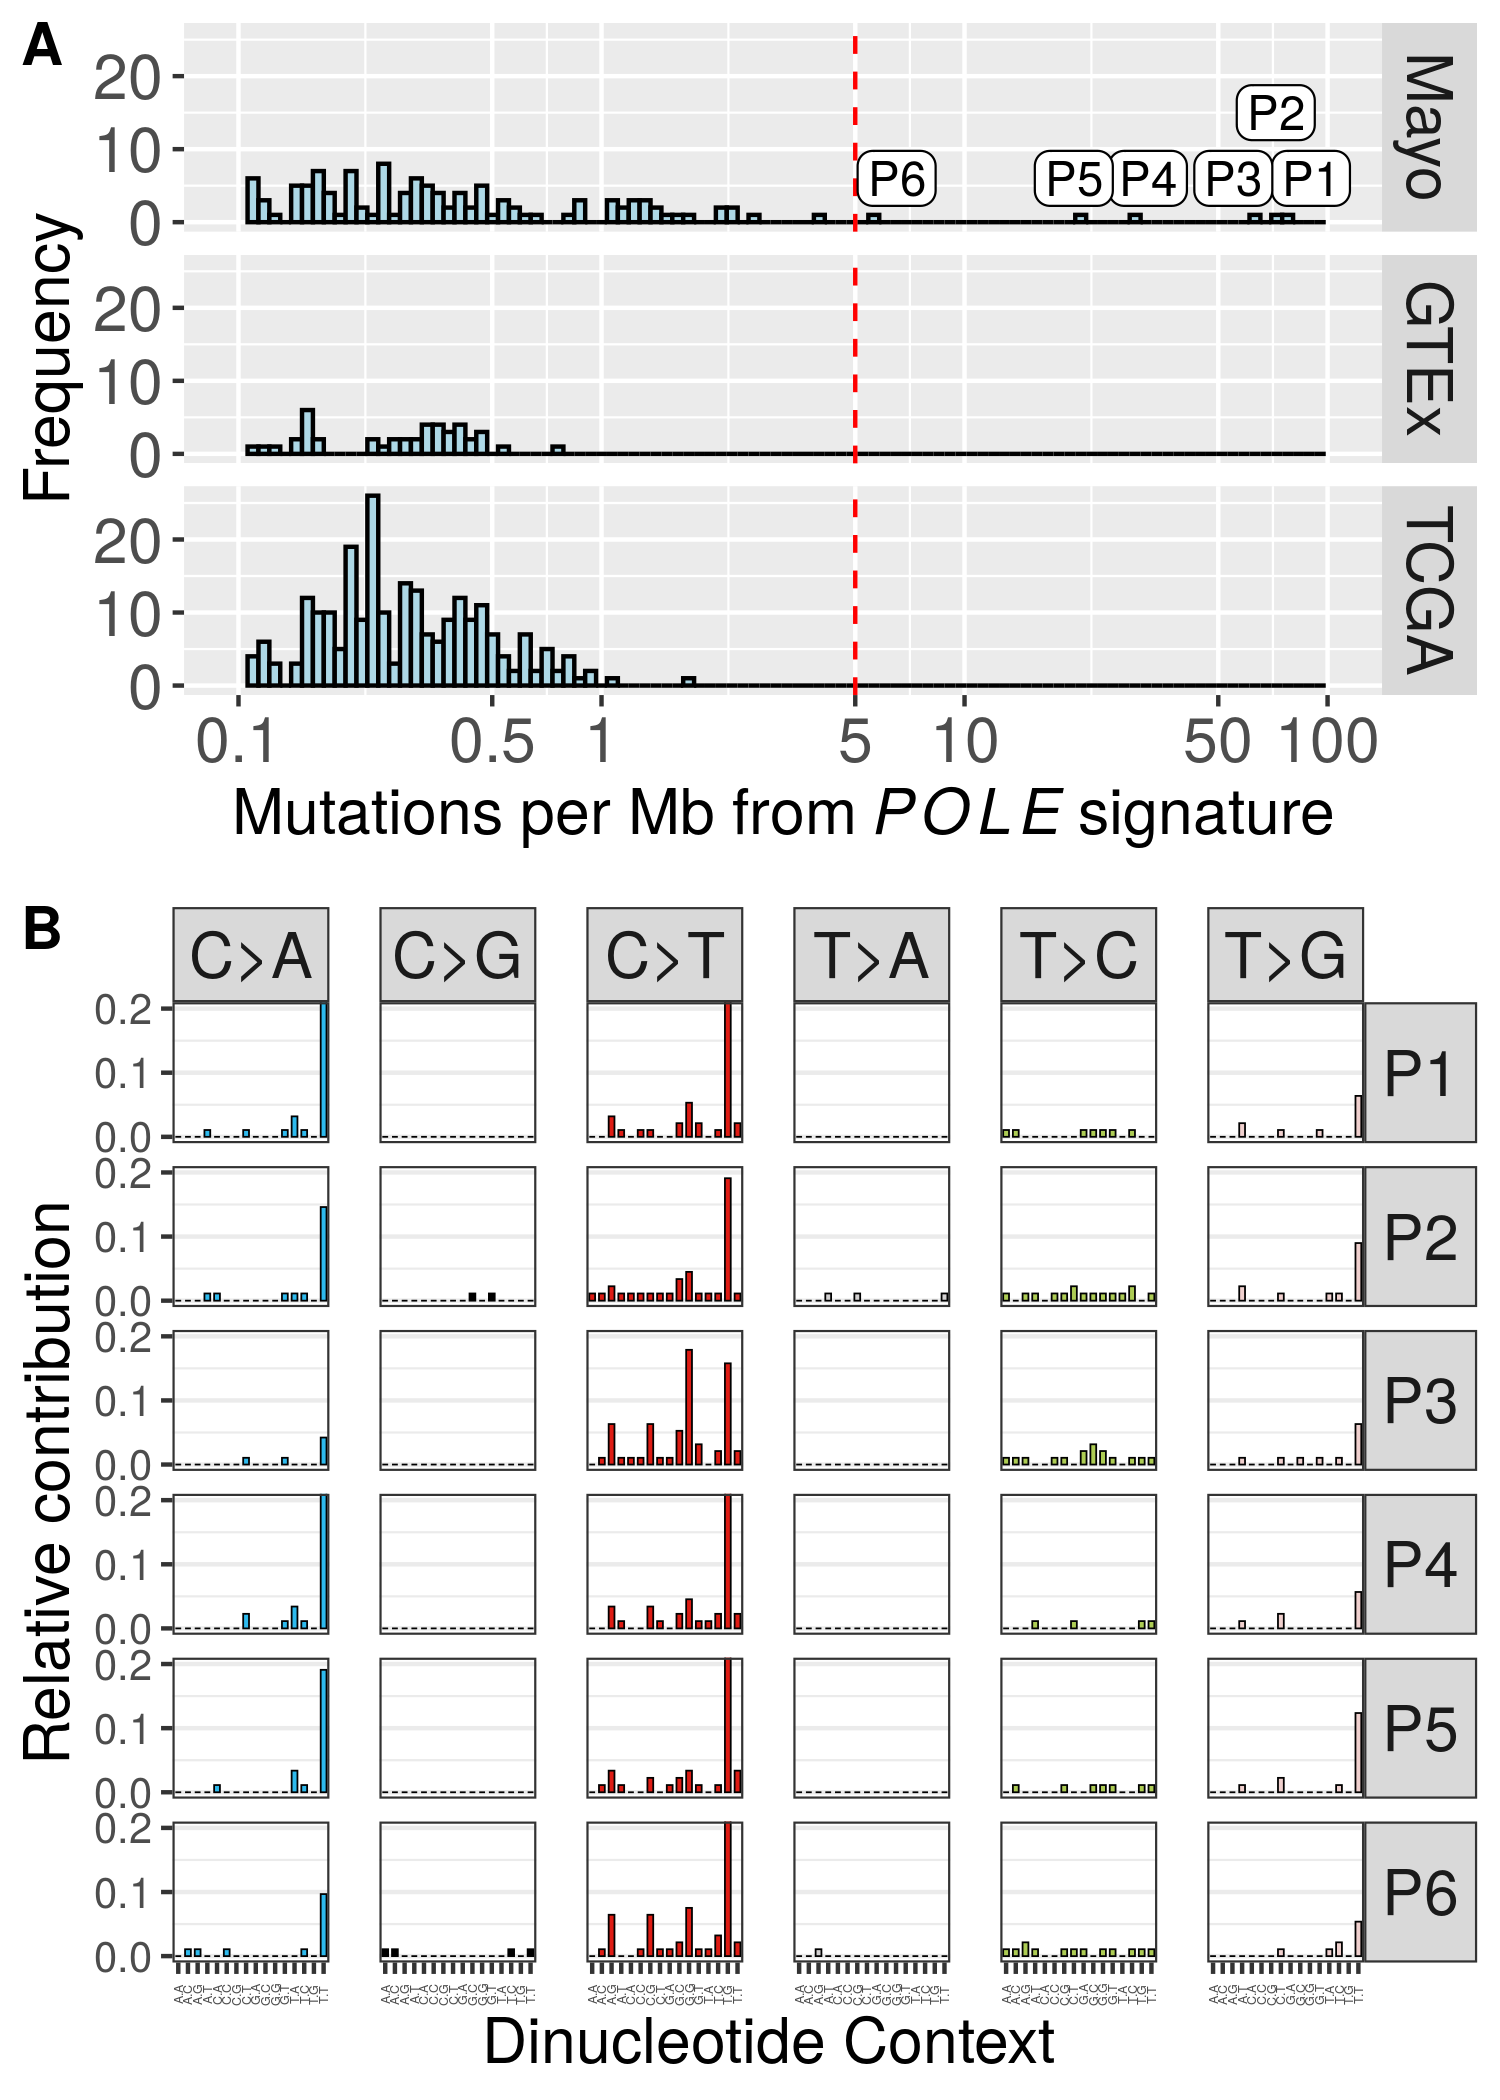 A
Frequency
20
10
0
P2
P6
P5
P4
P3
P1
Mayo
20
10
0
GTEx
20
10
0
TCGA
0.1 0.5 1 5 10 50 100
Mutations per Mb from POLE signature
B
Relative contribution
C>A C>G C>T T>A T>C T>G
0.2
0.1
0.0
P1
0.2
0.1
0.0
P2
0.2
0.1
0.0
P3
0.2
0.1
0.0
P4
0.2
0.1
0.0
P5
0.2
0.1
0.0
P6
Dinucleotide Context